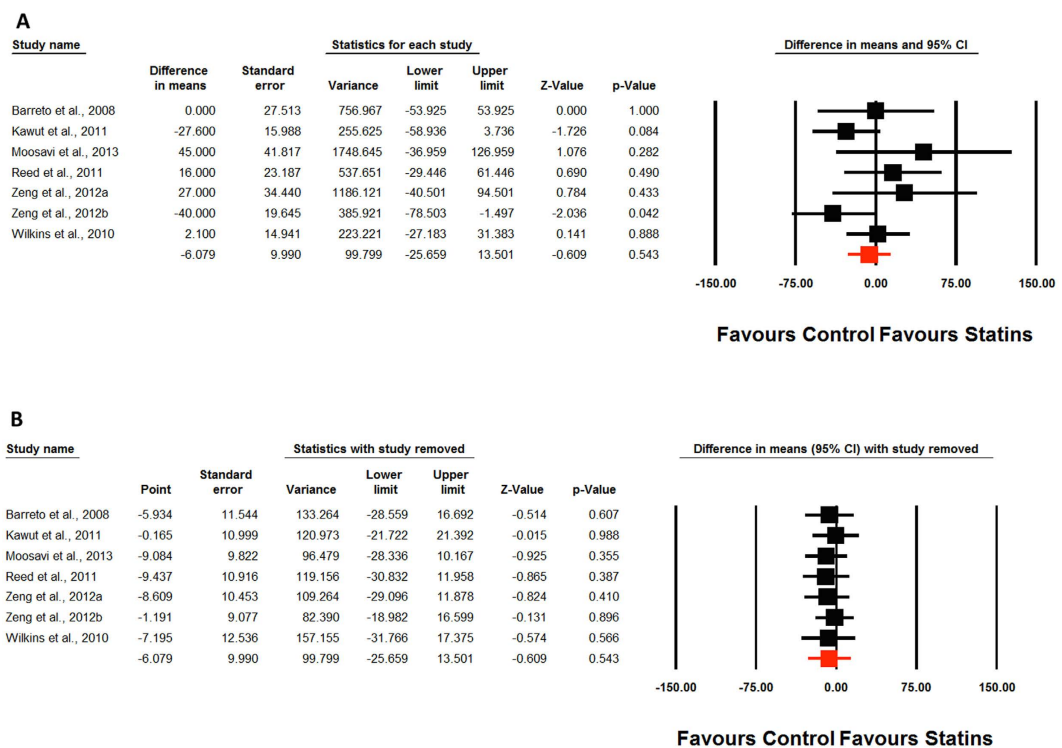 A
Study name Statistics for each study Difference in means and 95% CI
Difference in means Standard error Variance Lower limit Upper limit Z-Value p-Value
Barreto et al., 2008 0.000 27.513 756.967 -53.925 53.925 0.000 1.000
Kawut et al., 2011 -27.600 15.988 255.625 -58.936 3.736 -1.726 0.084
Moosavi et al., 2013 45.000 41.817 1748.645 -36.959 126.959 1.076 0.282
Reed et al., 2011 16.000 23.187 537.651 -29.446 61.446 0.690 0.490
Zeng et al., 2012a 27.000 34.440 1186.121 -40.501 94.501 0.784 0.433
Zeng et al., 2012b -40.000 19.645 385.921 -78.503 -1.497 -2.036 0.042
Wilkins et al., 2010 2.100 14.941 223.221 -27.183 31.383 0.141 0.888
-6.079 9.990 99.799 -25.659 13.501 -0.609 0.543
-150.00 -75.00 0.00 75.00 150.00
Favours Control Favours Statins
B
Study name Statistics with study removed Difference in means (95% CI) with study removed
Point Standard error Variance Lower limit Upper limit Z-Value p-Value
Barreto et al., 2008 -5.934 11.544 133.264 -28.559 16.692 -0.514 0.607
Kawut et al., 2011 -0.165 10.999 120.973 -21.722 21.392 -0.015 0.988
Moosavi et al., 2013 -9.084 9.822 96.479 -28.336 10.167 -0.925 0.355
Reed et al., 2011 -9.437 10.916 119.156 -30.832 11.958 -0.865 0.387
Zeng et al., 2012a -8.609 10.453 109.264 -29.096 11.878 -0.824 0.410
Zeng et al., 2012b -1.191 9.077 82.390 -18.982 16.599 -0.131 0.896
Wilkins et al., 2010 -7.195 12.536 157.155 -31.766 17.375 -0.574 0.566
-6.079 9.990 99.799 -25.659 13.501 -0.609 0.543
-150.00 -75.00 0.00 75.00 150.00
Favours Control Favours Statins